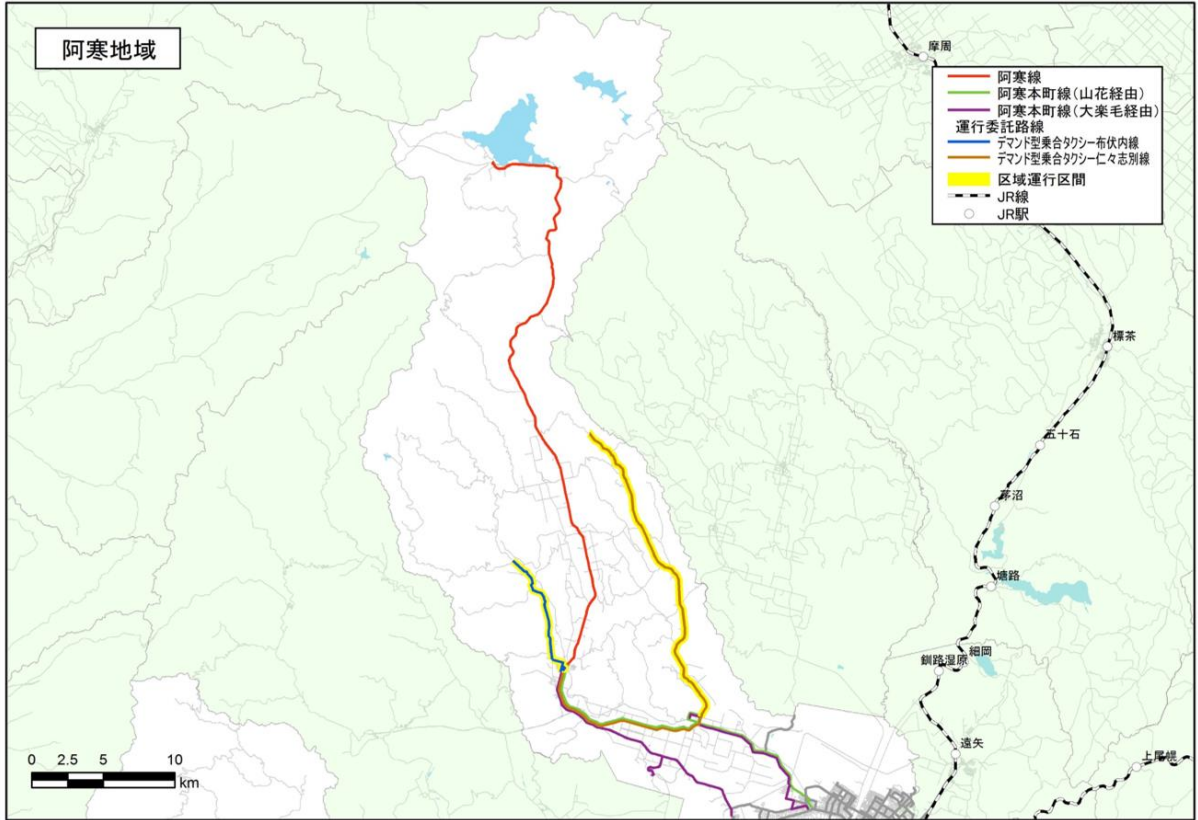 阿寒地域
摩周
阿寒線
阿寒本町線(山花経由)
阿寒本町線(大楽毛経由)
運行委託路線
デマンド型乗合タクシー布伏内線
デマンド型乗合タクシー仁々志別線
区域運行区間
JR線
JR駅
標茶
五十石
茅沼
塘路
細岡
釧路湿原
遠矢
上尾幌
0 2.5 5 10
km